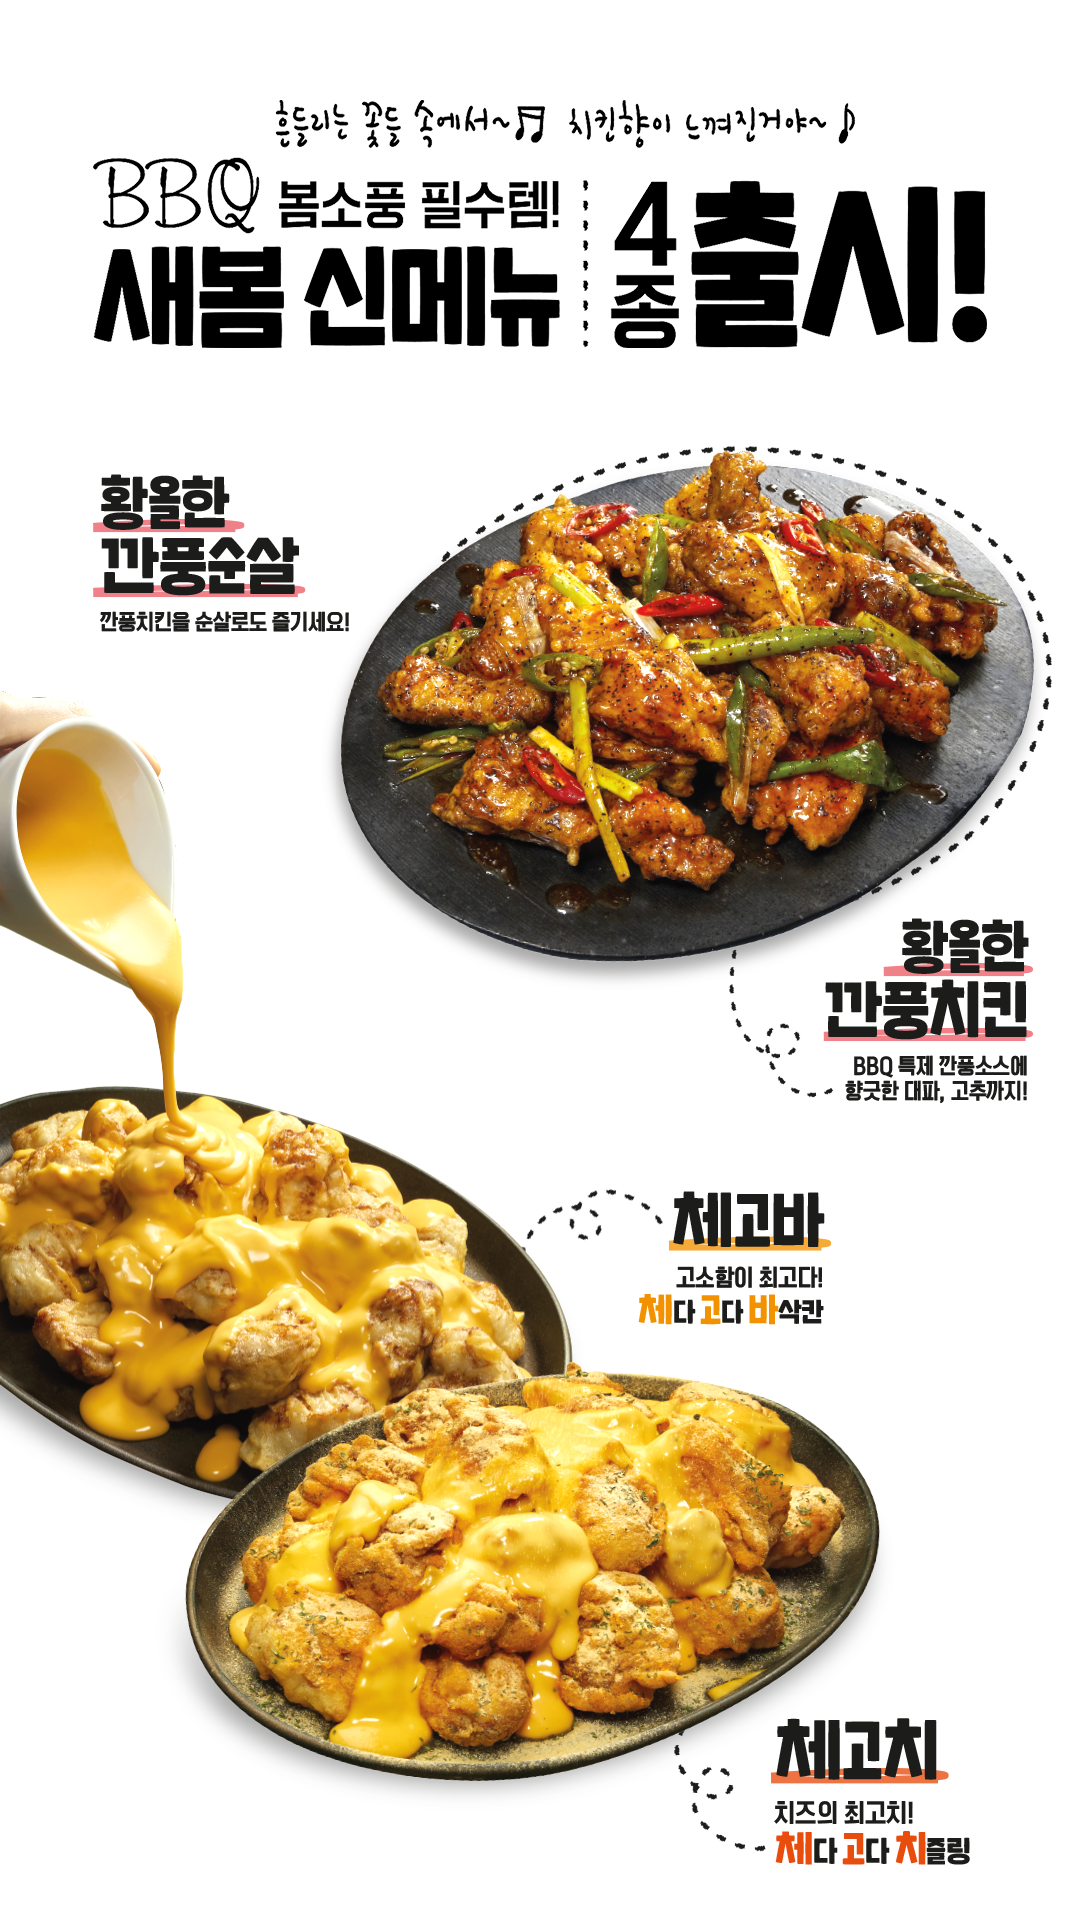 흔들리는 꽃들 속에서~♬ 치킨향이 느껴진거야~♪
BBQ 봄소풍 필수템!
새봄 신메뉴
4종 출시!
황올한
깐풍순살
깐풍치킨을 순살로도 즐기세요!
황올한
깐풍치킨
BBQ 특제 깐풍소스에
향긋한 대파, 고추까지!
체고바
고소함이 최고다!
체다 고다 바삭칸
체고치
치즈의 최고치!
체다 고다 치즐링